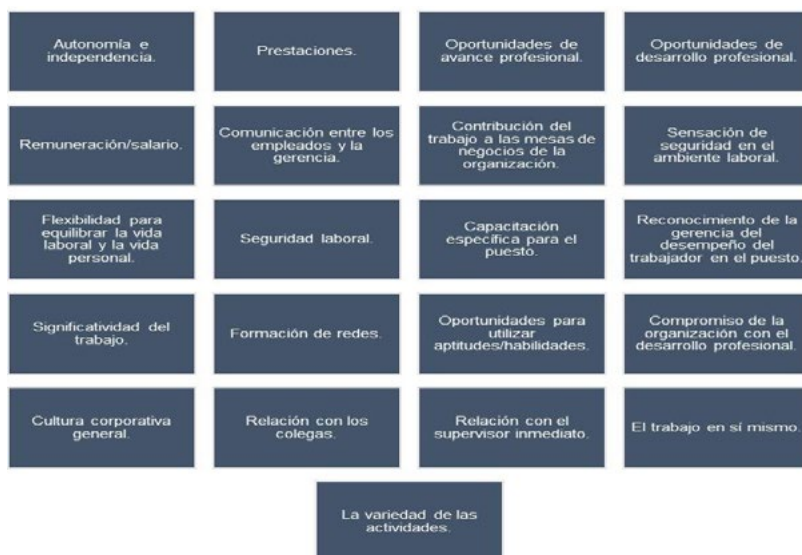 Autonomía e
independencia.
Prestaciones.
Oportunidades de
avance profesional.
Oportunidades de
desarrollo profesional.
Remuneración/salario.
Comunicación entre los
empleados y la
gerencia.
Contribución del
trabajo a las mesas de
negocios de la
organización.
Sensación de
seguridad en el
ambiente laboral.
Flexibilidad para
equilibrar la vida
laboral y la vida
personal.
Seguridad laboral.
Capacitación
específica para el
puesto.
Reconocimiento de la
gerencia del
desempeño del
trabajador en el puesto.
Significatividad del
trabajo.
Formación de redes.
Oportunidades para
utilizar
aptitudes/habilidades.
Compromiso de la
organización con el
desarrollo profesional.
Cultura corporativa
general.
Relación con los
colegas.
Relación con el
supervisor inmediato.
El trabajo en sí mismo.
La variedad de las
actividades.